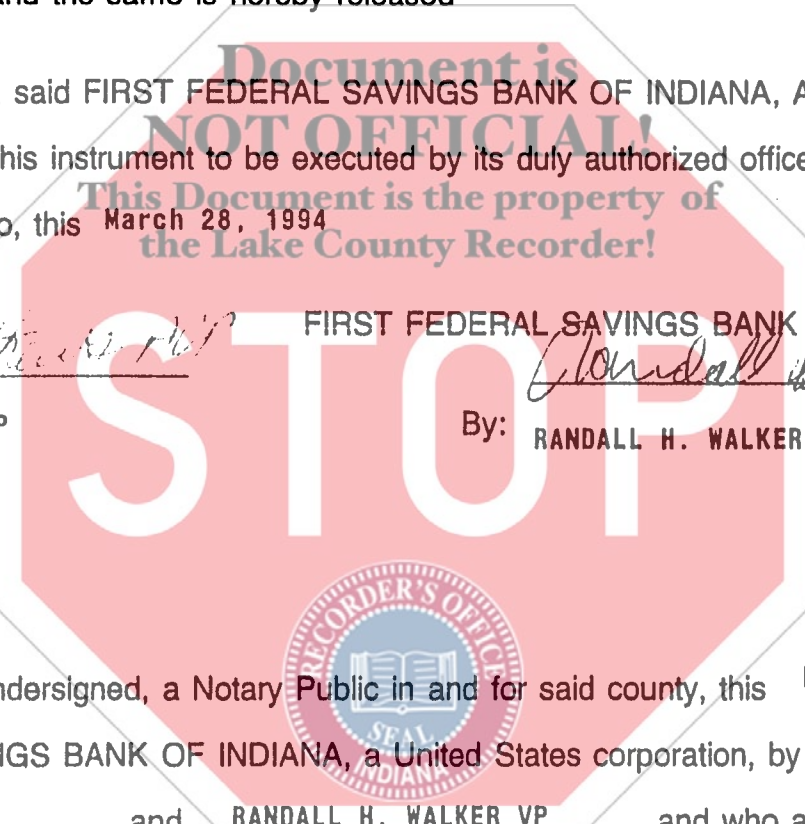 and the same is hereby released
Document is
said FIRST FEDERAL SAVINGS BANK OF INDIANA, A
NOT OFFICIAL!
his instrument to be executed by its duly authorized office
This Document is the property of
o, this March 28, 1994
the Lake County Recorder!
FIRST FEDERAL SAVINGS BANK
STOP
By: RANDALL H. WALKER
RECORDER'S OFFICE
ndersigned, a Notary Public in and for said county, this
SEAL
NGS BANK OF INDIANA, a United States corporation, by
INDIANA
and RANDALL H. WALKER VP and who a